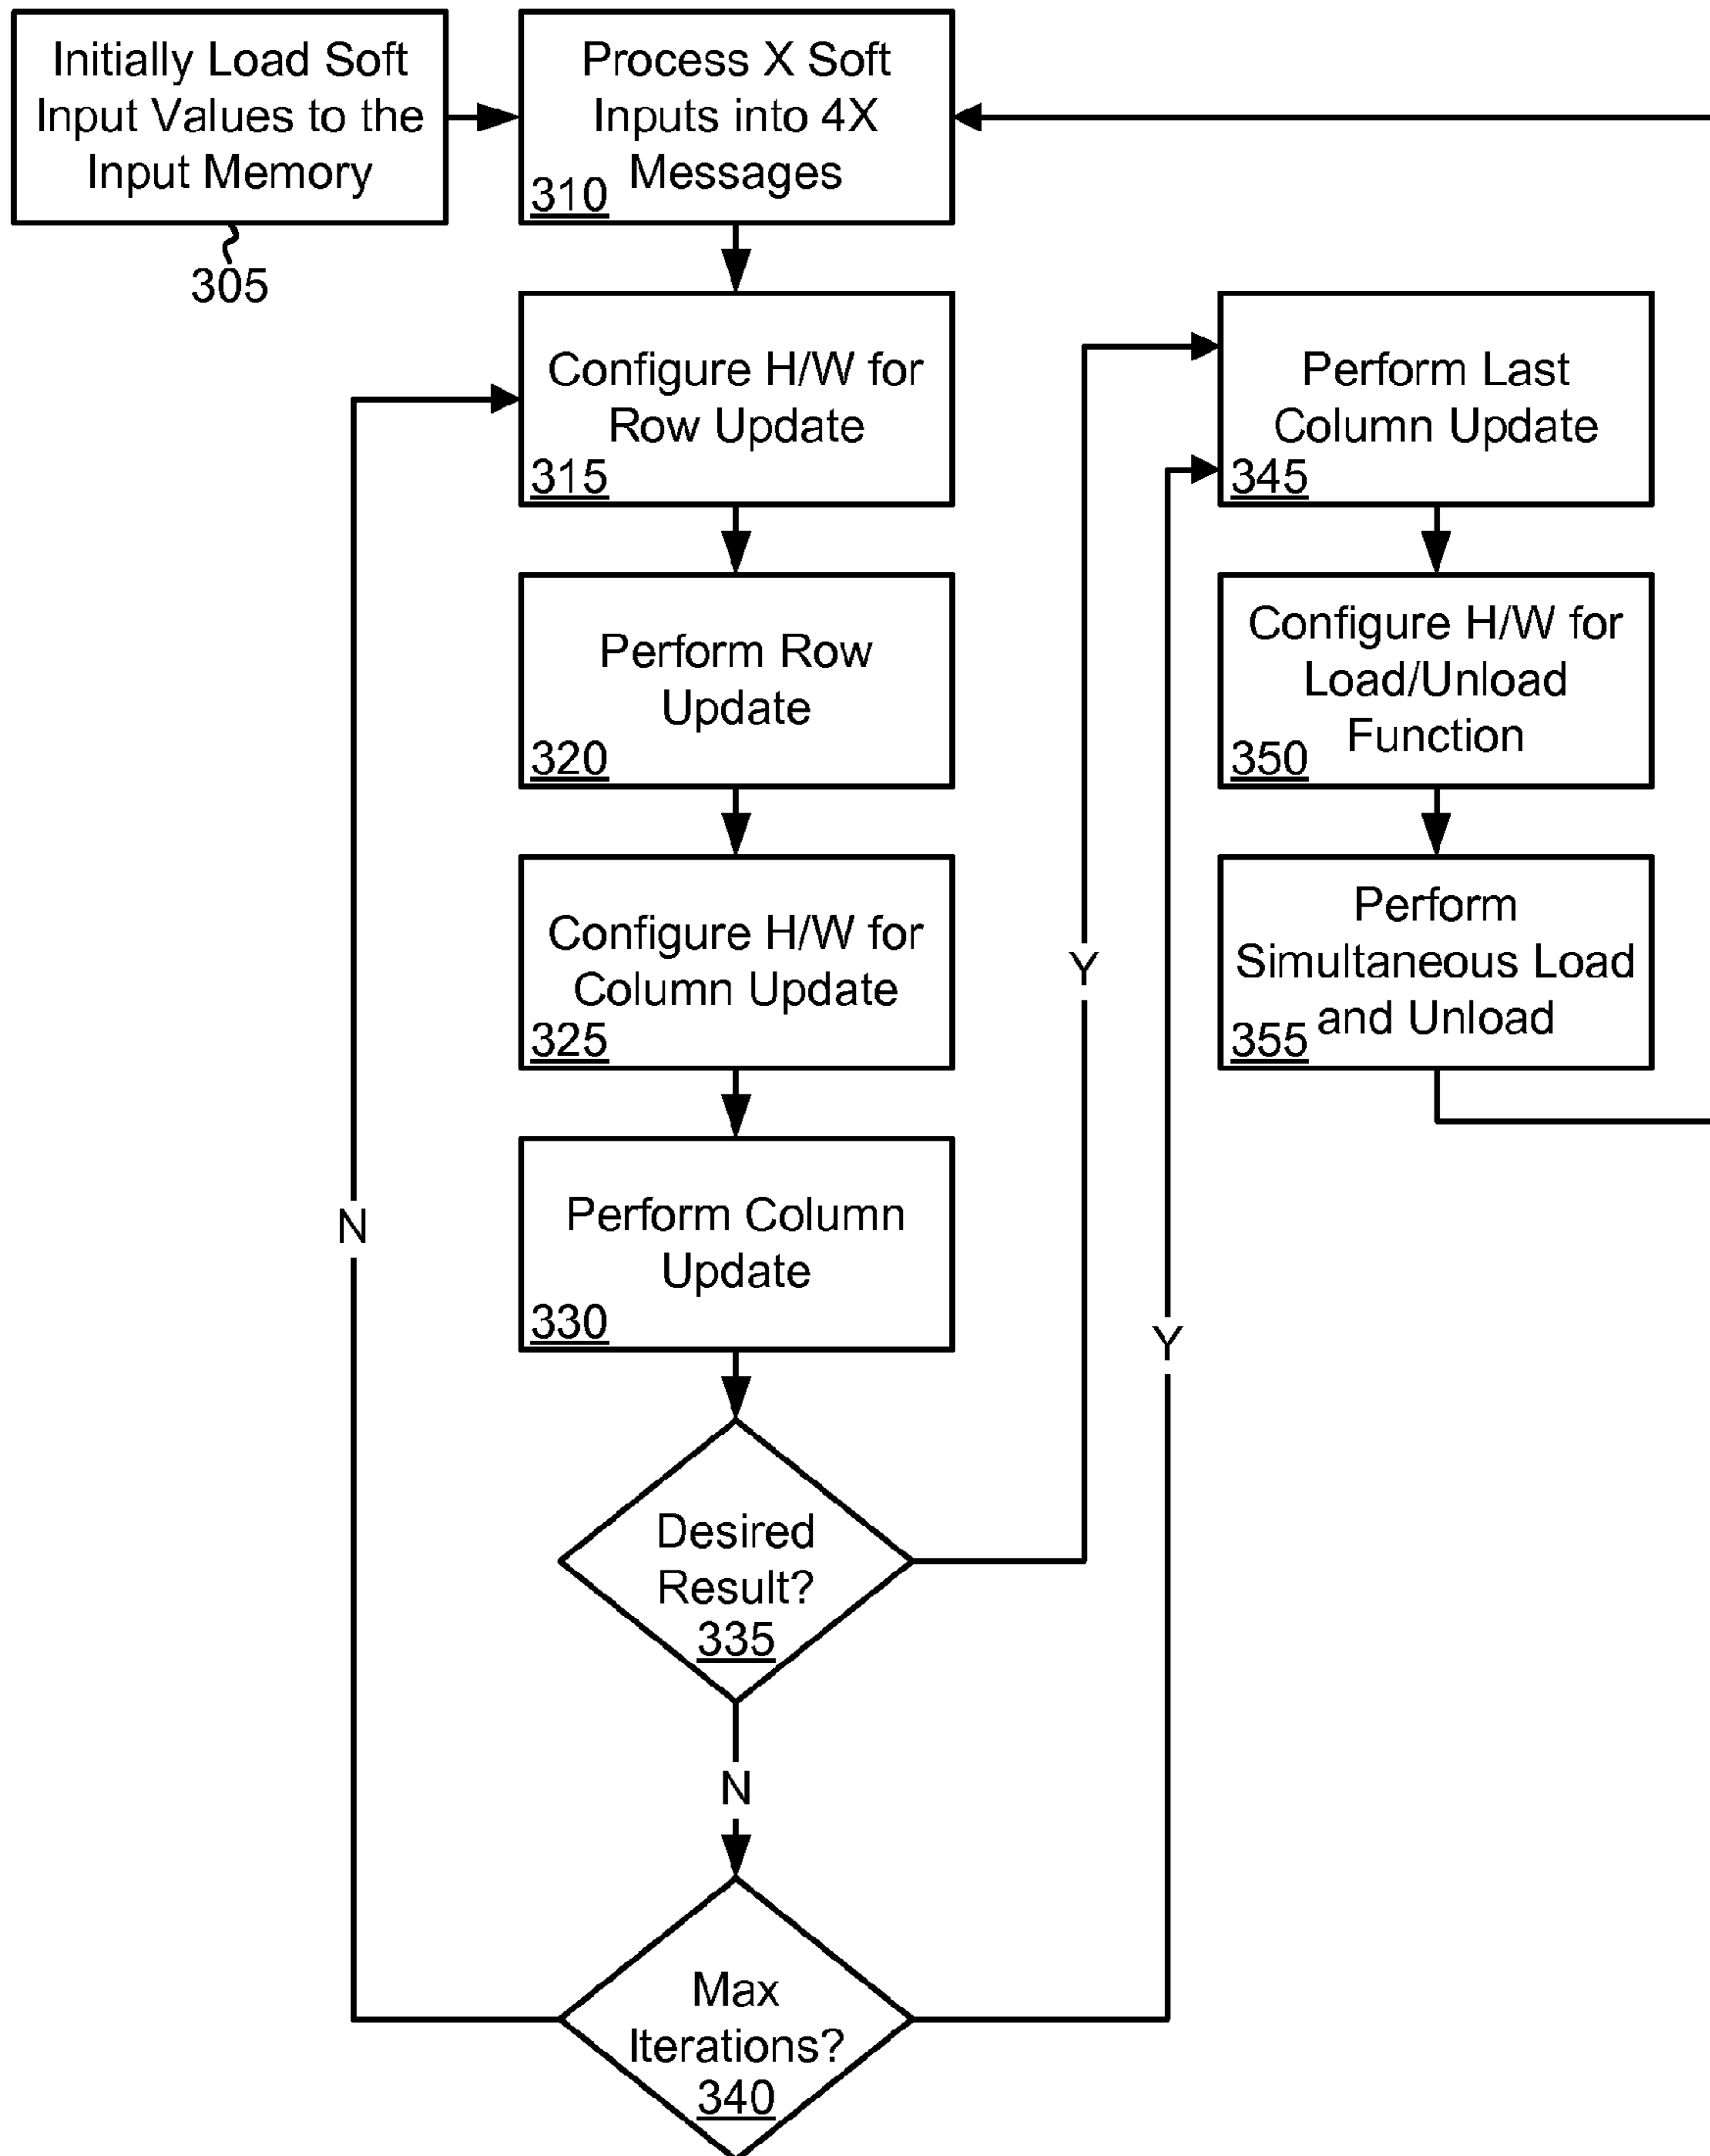 Initially Load Soft
Input Values to the
Input Memory
305
Process X Soft
Inputs into 4X
Messages
310
Configure H/W for
Row Update
315
Perform Row
Update
320
Configure H/W for
Column Update
325
Perform Column
Update
330
Desired
Result?
335
N
Max
Iterations?
340
N
Y
Y
Perform Last
Column Update
345
Configure H/W for
Load/Unload
Function
350
Perform
Simultaneous Load
and Unload
355